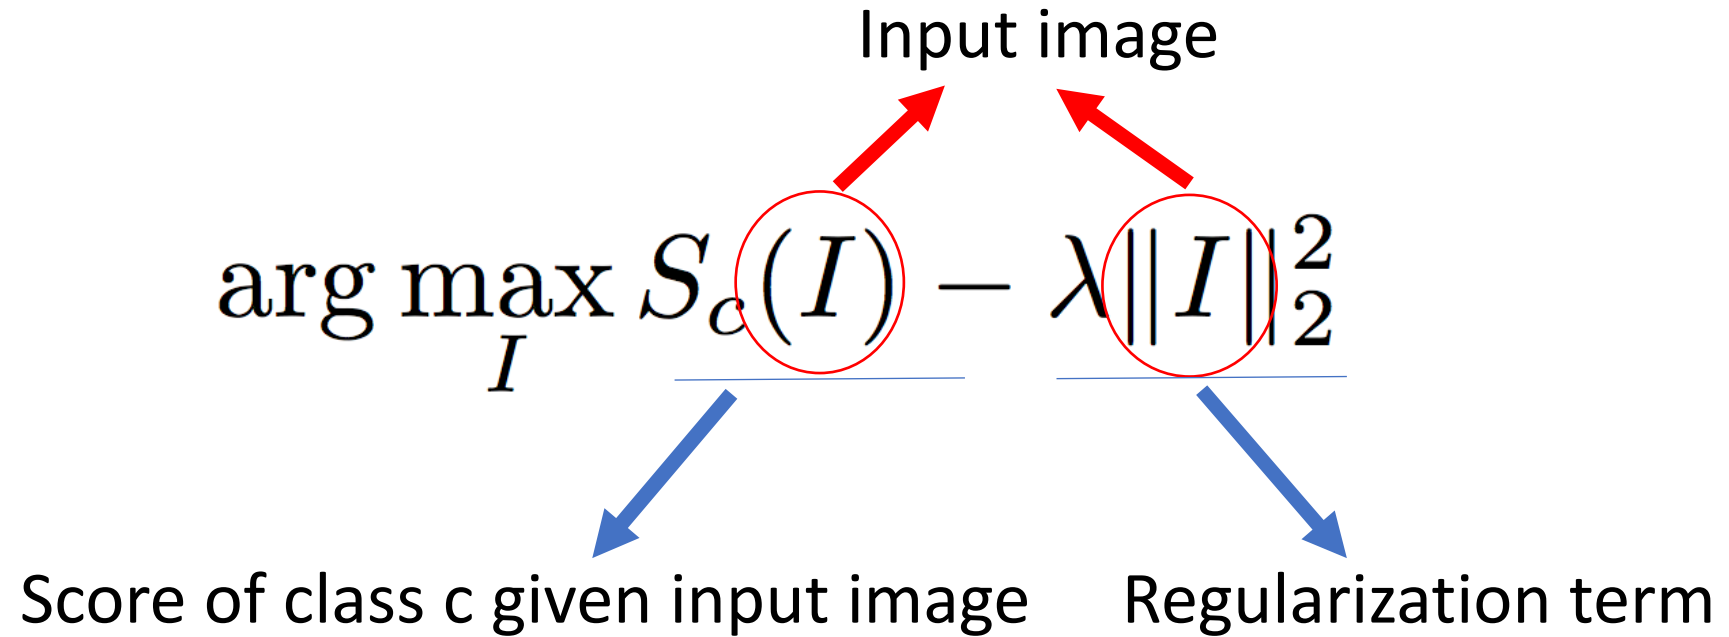 Input image
arg max S_c(I) − λ‖I‖₂²
I
Score of class c given input image
Regularization term